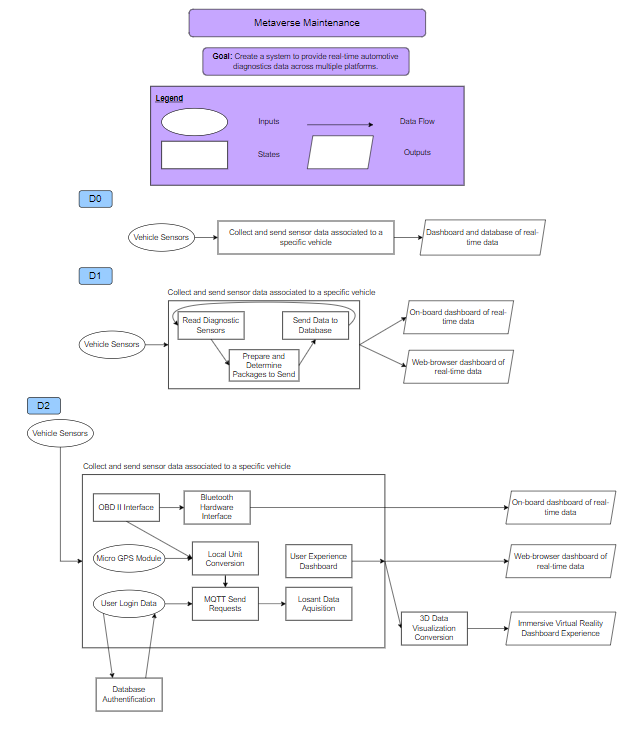 Metaverse Maintenance
Goal: Create a system to provide real-time automotive
diagnostics data across multiple platforms.
Legend
Inputs
Data Flow
States
Outputs
D0
Vehicle Sensors
Collect and send sensor data associated to a
specific vehicle
Dashboard and database of real-
time data
D1
Collect and send sensor data associated to a specific vehicle
Vehicle Sensors
Read Diagnostic
Sensors
Send Data to
Database
Prepare and
Determine
Packages to Send
On-board dashboard of real-
time data
Web-browser dashboard of
real-time data
D2
Vehicle Sensors
Collect and send sensor data associated to a specific vehicle
OBD II Interface
Bluetooth
Hardware
Interface
On-board dashboard of real-
time data
Micro GPS Module
Local Unit
Conversion
User Experience
Dashboard
Web-browser dashboard of
real-time data
User Login Data
MQTT Send
Requests
Losant Data
Aquisition
3D Data
Visualization
Conversion
Immersive Virtual Reality
Dashboard Experience
Database
Authentification